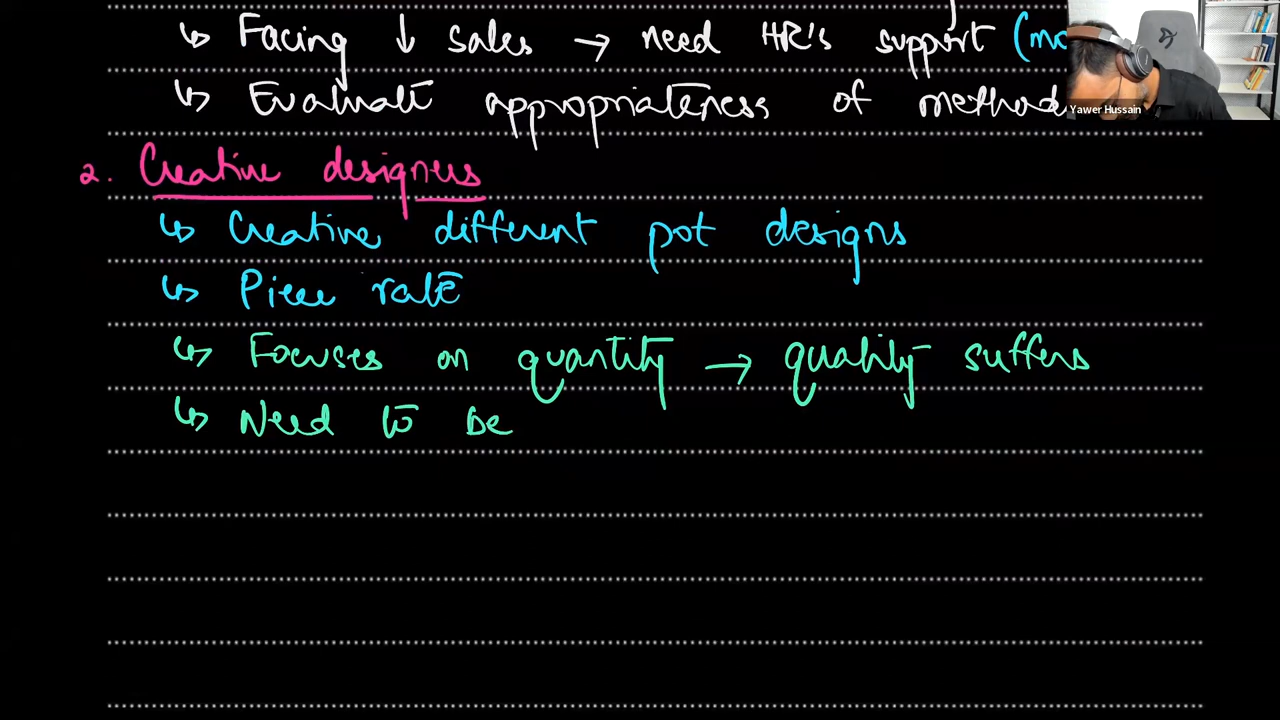 ↳ Facing ↓ sales → need HR's support (mo
↳ Evaluate appropriateness of method
Yawer Hussain
2. Creative designers
↳ Creative different pot designs
↳ Piece rate
↳ Focuses on quantity → quality suffers
↳ Need to be